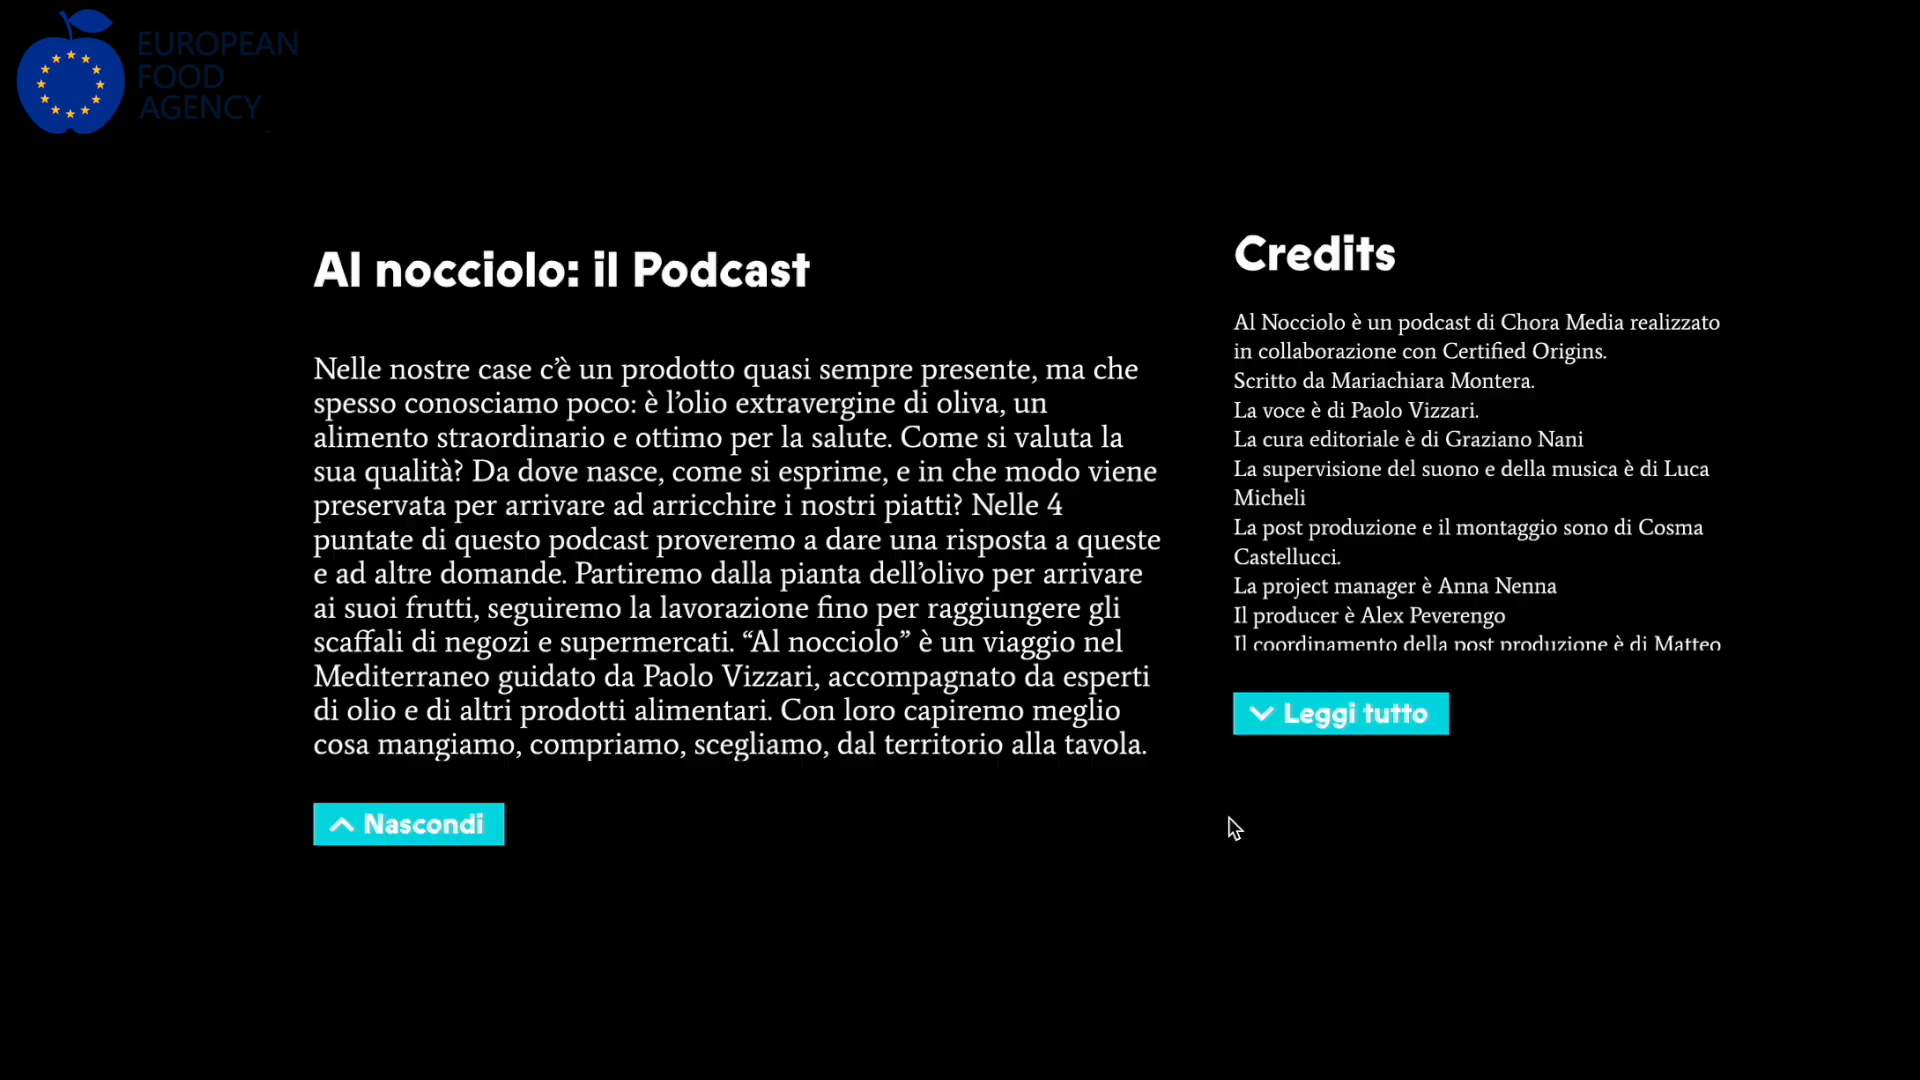 EUROPEAN
FOOD
AGENCY
Al nocciolo: il Podcast
Nelle nostre case c’è un prodotto quasi sempre presente, ma che
spesso conosciamo poco: è l’olio extravergine di oliva, un
alimento straordinario e ottimo per la salute. Come si valuta la
sua qualità? Da dove nasce, come si esprime, e in che modo viene
preservata per arrivare ad arricchire i nostri piatti? Nelle 4
puntate di questo podcast proveremo a dare una risposta a queste
e ad altre domande. Partiremo dalla pianta dell’olivo per arrivare
ai suoi frutti, seguiremo la lavorazione fino per raggiungere gli
scaffali di negozi e supermercati. “Al nocciolo” è un viaggio nel
Mediterraneo guidato da Paolo Vizzari, accompagnato da esperti
di olio e di altri prodotti alimentari. Con loro capiremo meglio
cosa mangiamo, compriamo, scegliamo, dal territorio alla tavola.
Nascondi
Credits
Al Nocciolo è un podcast di Chora Media realizzato
in collaborazione con Certified Origins.
Scritto da Mariachiara Montera.
La voce è di Paolo Vizzari.
La cura editoriale è di Graziano Nani
La supervisione del suono e della musica è di Luca
Micheli
La post produzione e il montaggio sono di Cosma
Castellucci.
La project manager è Anna Nenna
Il producer è Alex Peverengo
Il coordinamento della post produzione è di Matteo
Leggi tutto